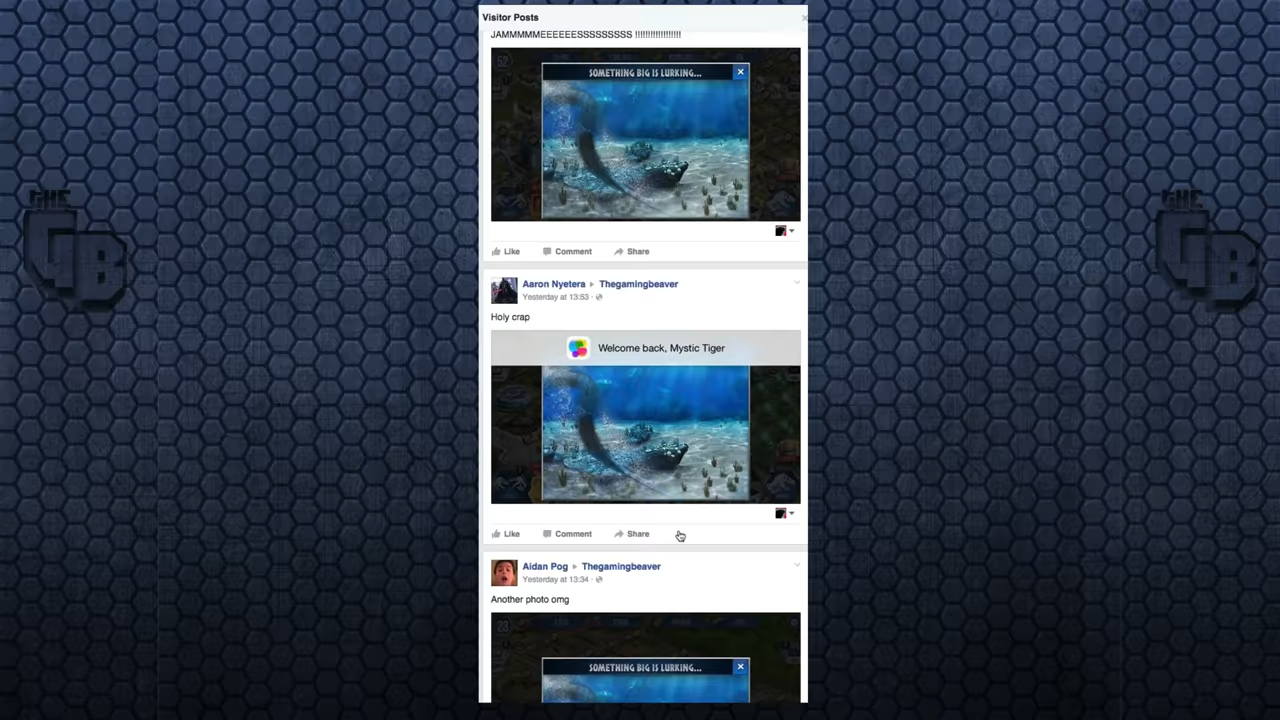 Visitor Posts
JAMMMMMEEEEEESSSSSSSSS !!!!!!!!!!!!!!!!!!
52
SOMETHING BIG IS LURKING...
Like Comment Share
Aaron Nyetera Thegamingbeaver
Yesterday at 13:53
Holy crap
Welcome back, Mystic Tiger
Like Comment Share
Aidan Pog Thegamingbeaver
Yesterday at 13:34
Another photo omg
23
SOMETHING BIG IS LURKING...